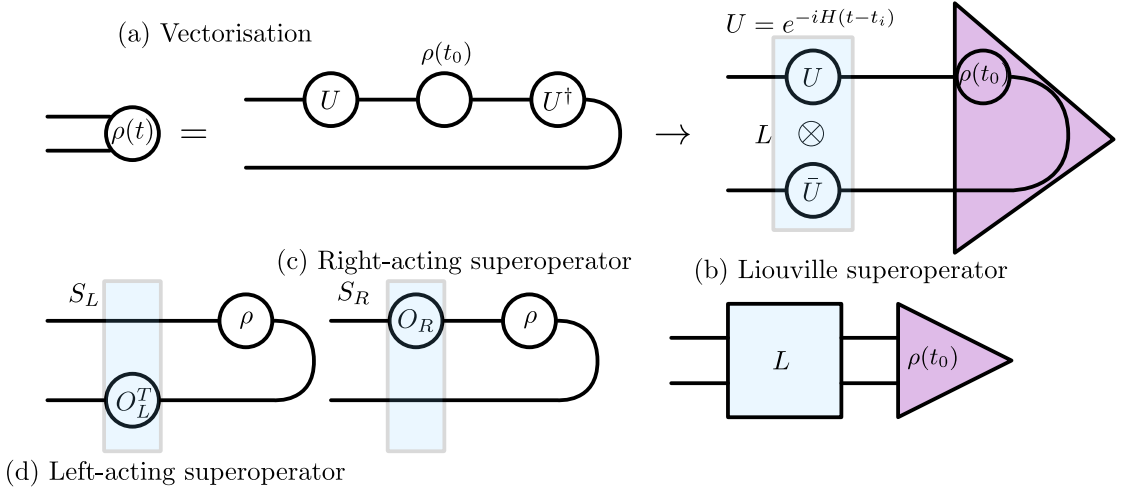 (a) Vectorisation
ρ(t)
=
U
ρ(t₀)
U†
→
U = e^{-iH(t-t_i)}
U
L
⊗
Ū
ρ(t₀)
(c) Right-acting superoperator
(b) Liouville superoperator
S_L
ρ
O_L^T
S_R
O_R
ρ
L
ρ(t₀)
(d) Left-acting superoperator